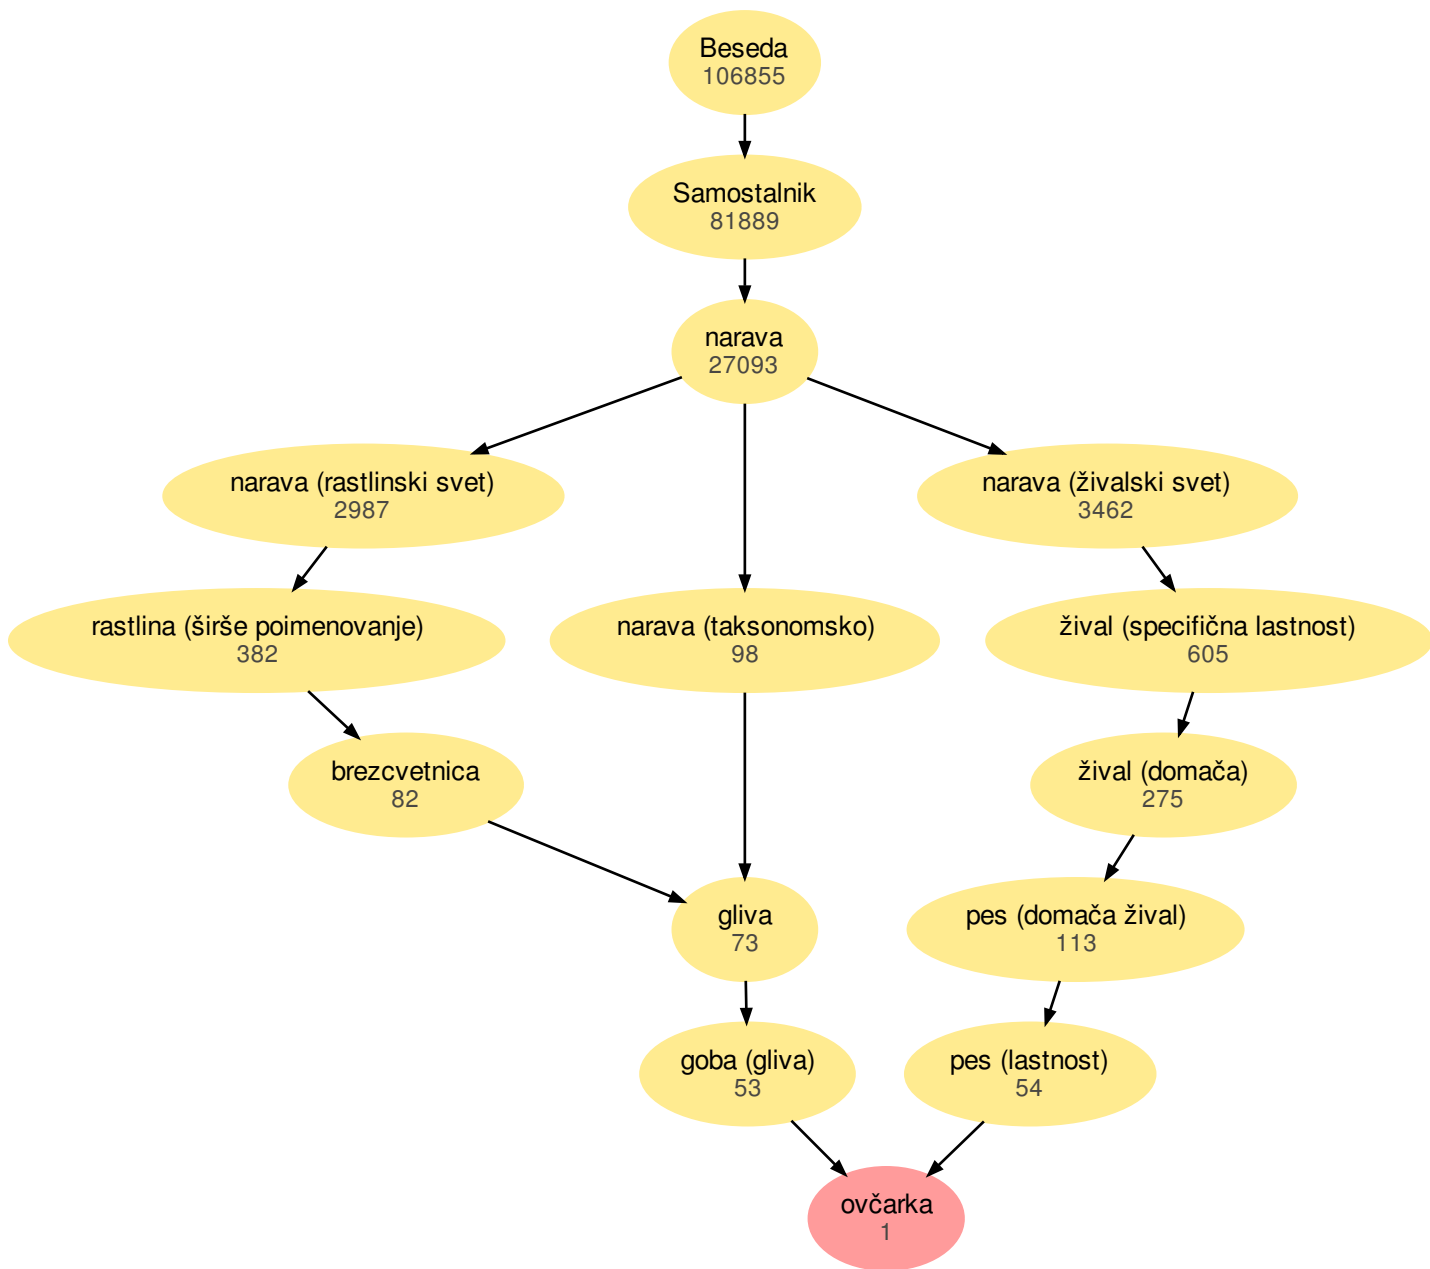 Beseda
106855
Samostalnik
81889
narava
27093
narava (rastlinski svet)
2987
narava (živalski svet)
3462
rastlina (širše poimenovanje)
382
narava (taksonomsko)
98
žival (specifična lastnost)
605
brezcvetnica
82
žival (domača)
275
gliva
73
pes (domača žival)
113
goba (gliva)
53
pes (lastnost)
54
ovčarka
1